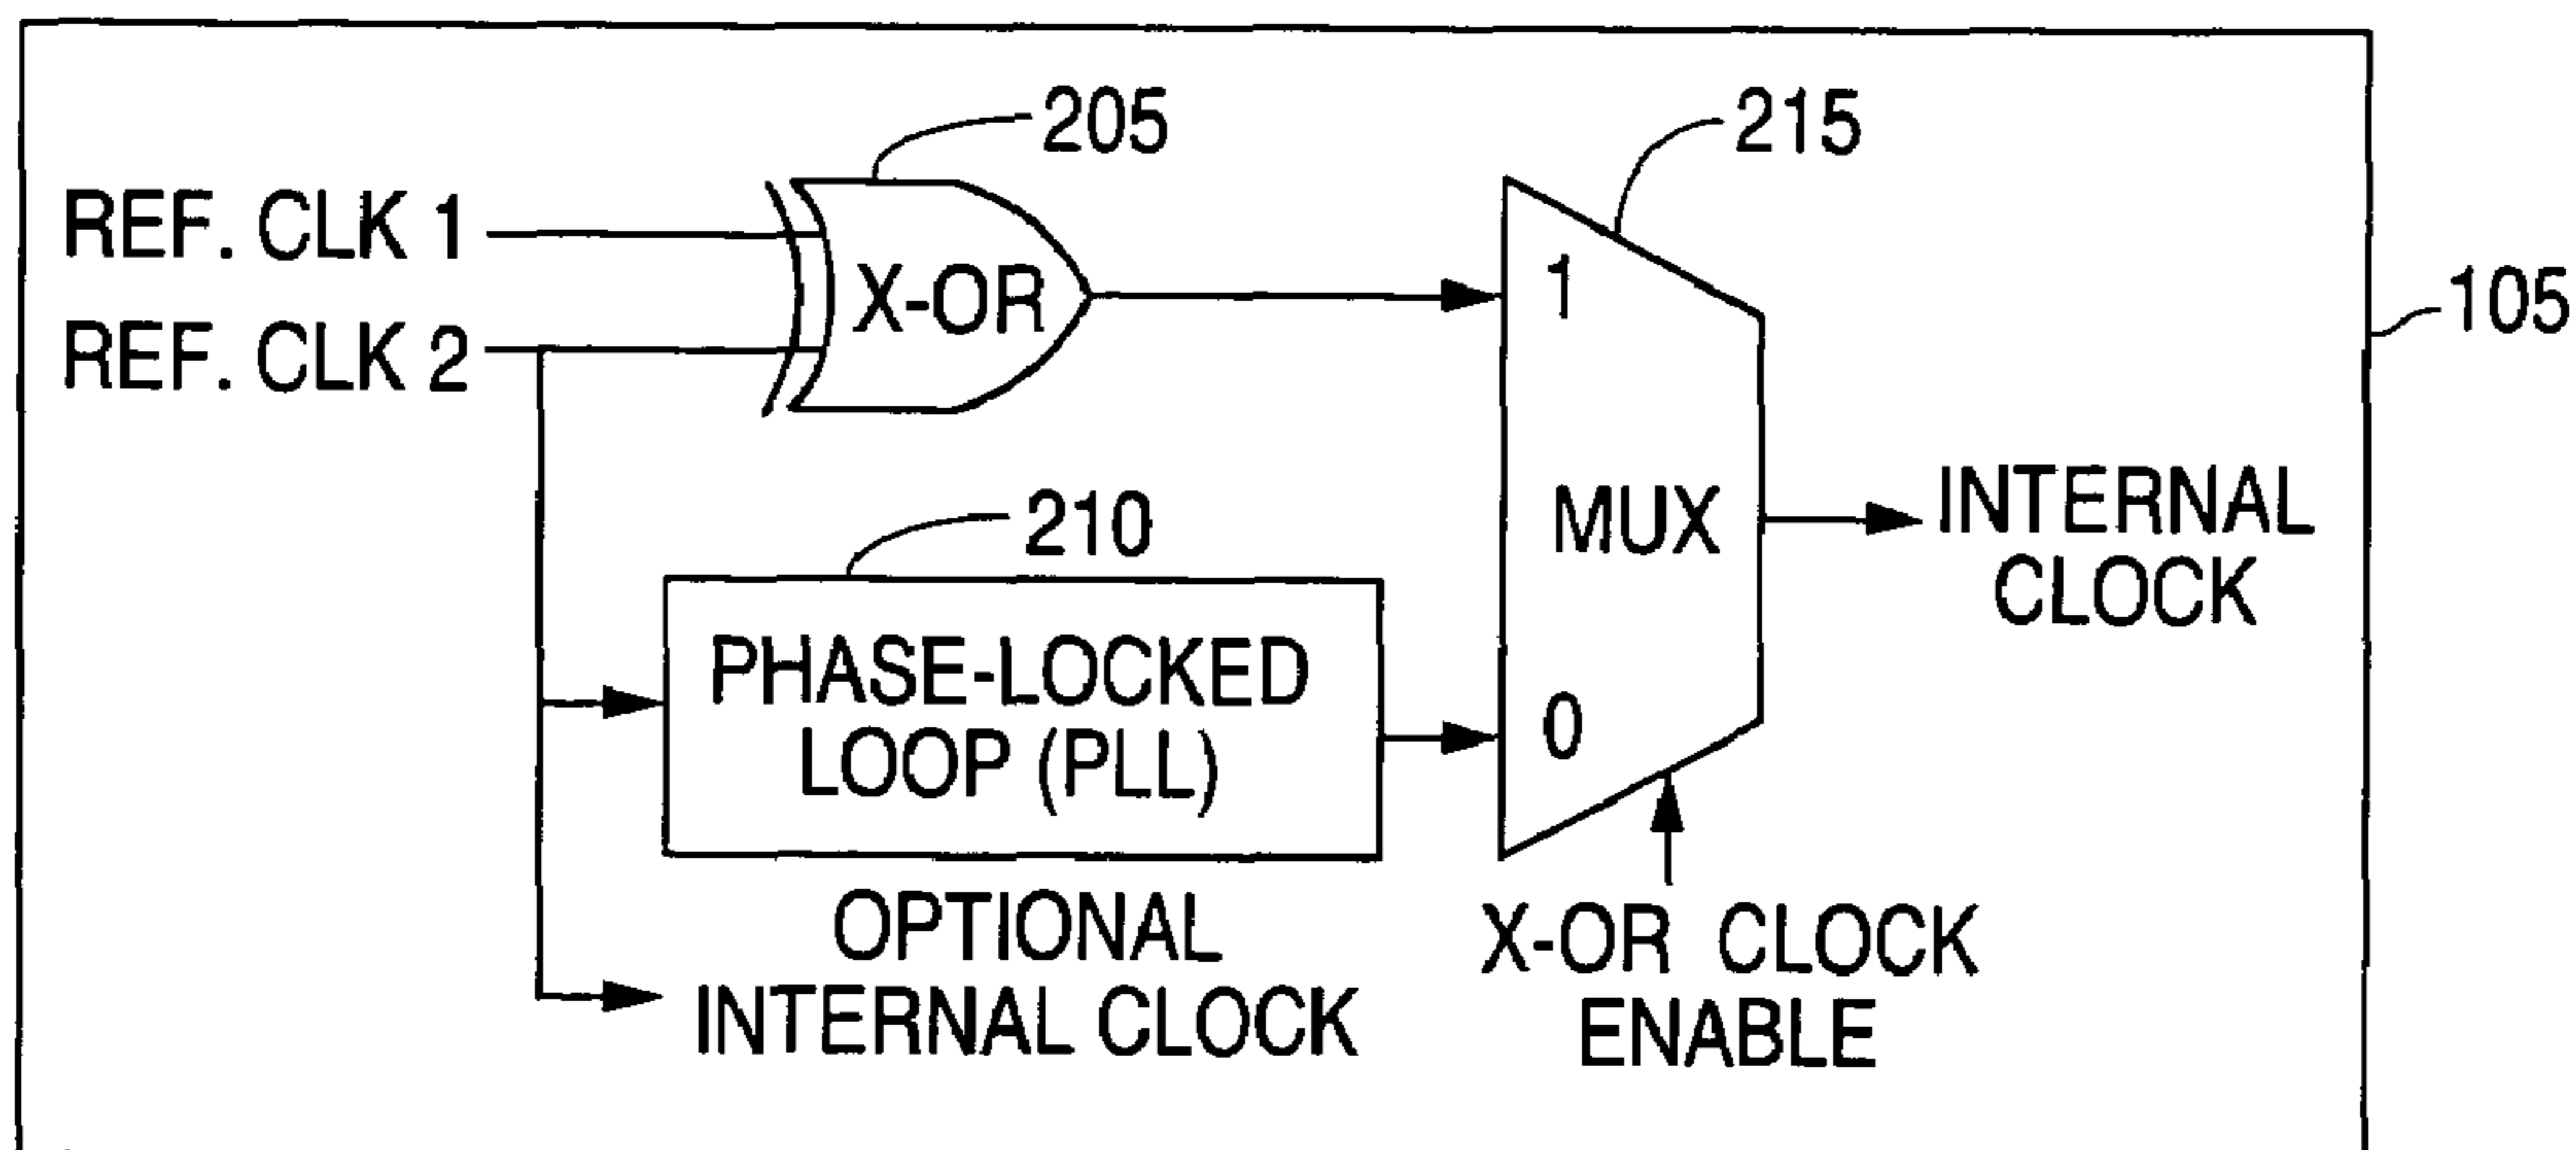 205
215
REF. CLK 1
X-OR
1
105
REF. CLK 2
MUX
INTERNAL
CLOCK
210
PHASE-LOCKED
LOOP (PLL)
0
OPTIONAL
INTERNAL CLOCK
X-OR CLOCK
ENABLE